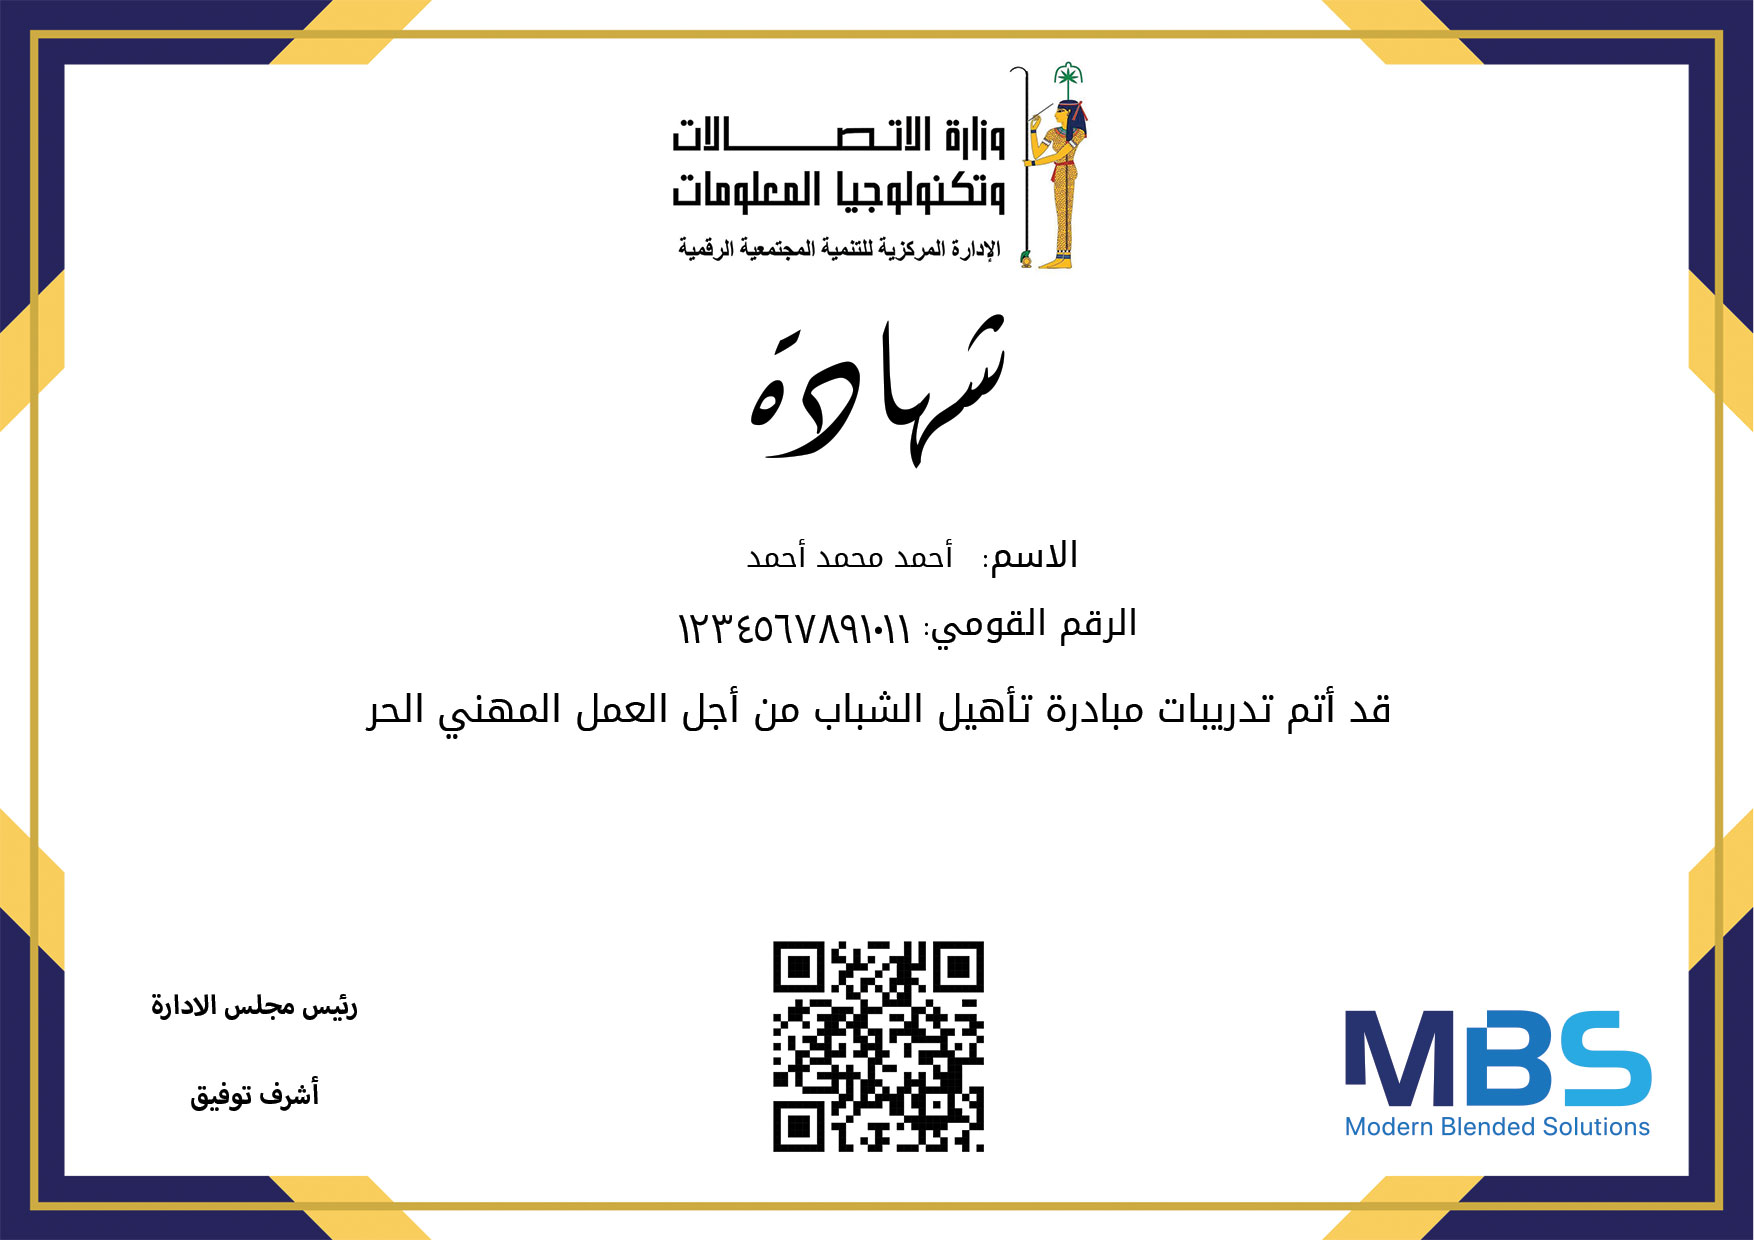 وزارة الاتصالات
وتكنولوجيا المعلومات
الإدارة المركزية للتنمية المجتمعية الرقمية
شهادة
الاسم: أحمد محمد أحمد
الرقم القومي: ١٢٣٤٥٦٧٨٩١٠١١
قد أتم تدريبات مبادرة تأهيل الشباب من أجل العمل المهني الحر
رئيس مجلس الادارة
أشرف توفيق
MBS
Modern Blended Solutions